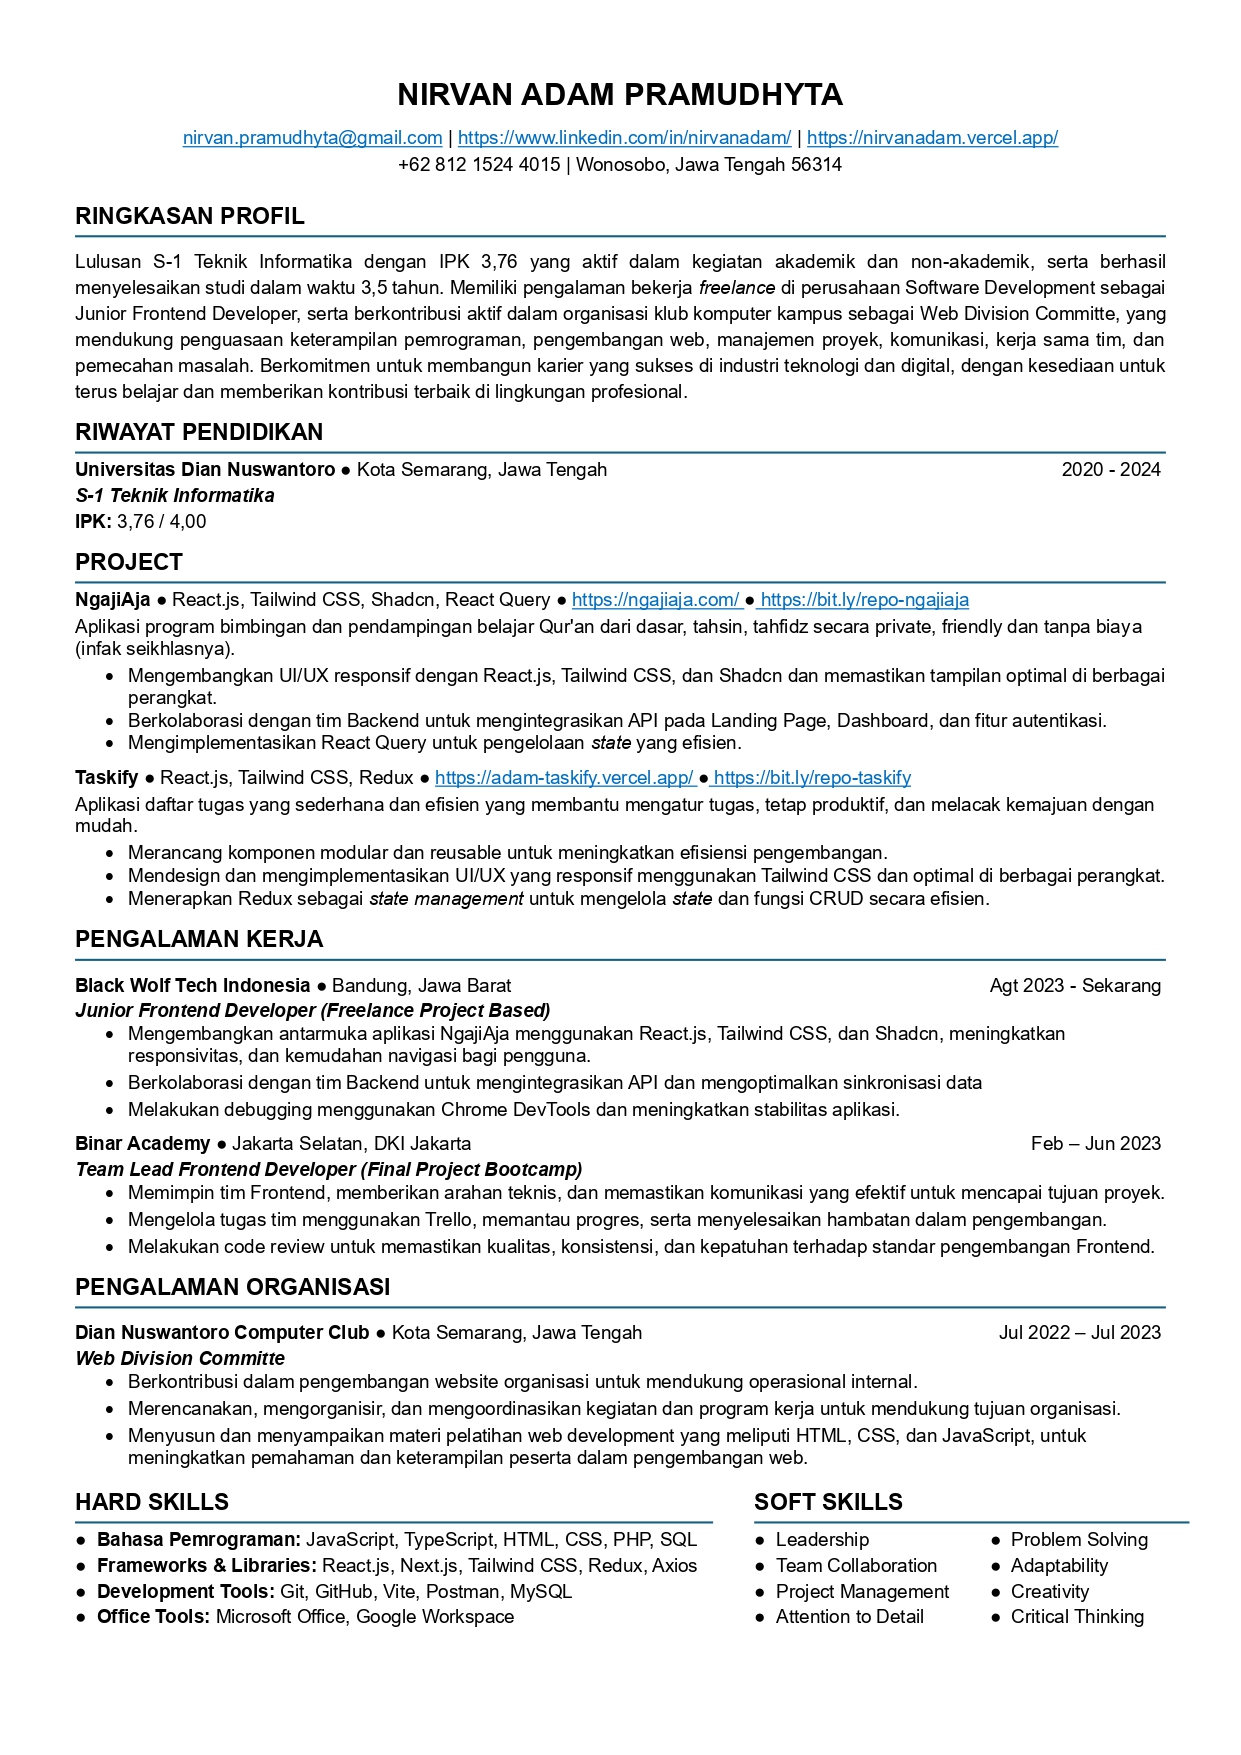 NIRVAN ADAM PRAMUDHYTA
nirvan.pramudhyta@gmail.com | https://www.linkedin.com/in/nirvanadam/ | https://nirvanadam.vercel.app/
+62 812 1524 4015 | Wonosobo, Jawa Tengah 56314
RINGKASAN PROFIL
Lulusan S-1 Teknik Informatika dengan IPK 3,76 yang aktif dalam kegiatan akademik dan non-akademik, serta berhasil
menyelesaikan studi dalam waktu 3,5 tahun. Memiliki pengalaman bekerja freelance di perusahaan Software Development sebagai
Junior Frontend Developer, serta berkontribusi aktif dalam organisasi klub komputer kampus sebagai Web Division Committe, yang
mendukung penguasaan keterampilan pemrograman, pengembangan web, manajemen proyek, komunikasi, kerja sama tim, dan
pemecahan masalah. Berkomitmen untuk membangun karier yang sukses di industri teknologi dan digital, dengan kesediaan untuk
terus belajar dan memberikan kontribusi terbaik di lingkungan profesional.
RIWAYAT PENDIDIKAN
Universitas Dian Nuswantoro ● Kota Semarang, Jawa Tengah 2020 - 2024
S-1 Teknik Informatika
IPK: 3,76 / 4,00
PROJECT
NgajiAja ● React.js, Tailwind CSS, Shadcn, React Query ● https://ngajiaja.com/ ● https://bit.ly/repo-ngajiaja
Aplikasi program bimbingan dan pendampingan belajar Qur'an dari dasar, tahsin, tahfidz secara private, friendly dan tanpa biaya
(infak seikhlasnya).
● Mengembangkan UI/UX responsif dengan React.js, Tailwind CSS, dan Shadcn dan memastikan tampilan optimal di berbagai
perangkat.
● Berkolaborasi dengan tim Backend untuk mengintegrasikan API pada Landing Page, Dashboard, dan fitur autentikasi.
● Mengimplementasikan React Query untuk pengelolaan state yang efisien.
Taskify ● React.js, Tailwind CSS, Redux ● https://adam-taskify.vercel.app/ ● https://bit.ly/repo-taskify
Aplikasi daftar tugas yang sederhana dan efisien yang membantu mengatur tugas, tetap produktif, dan melacak kemajuan dengan
mudah.
● Merancang komponen modular dan reusable untuk meningkatkan efisiensi pengembangan.
● Mendesign dan mengimplementasikan UI/UX yang responsif menggunakan Tailwind CSS dan optimal di berbagai perangkat.
● Menerapkan Redux sebagai state management untuk mengelola state dan fungsi CRUD secara efisien.
PENGALAMAN KERJA
Black Wolf Tech Indonesia ● Bandung, Jawa Barat Agt 2023 - Sekarang
Junior Frontend Developer (Freelance Project Based)
● Mengembangkan antarmuka aplikasi NgajiAja menggunakan React.js, Tailwind CSS, dan Shadcn, meningkatkan
responsivitas, dan kemudahan navigasi bagi pengguna.
● Berkolaborasi dengan tim Backend untuk mengintegrasikan API dan mengoptimalkan sinkronisasi data
● Melakukan debugging menggunakan Chrome DevTools dan meningkatkan stabilitas aplikasi.
Binar Academy ● Jakarta Selatan, DKI Jakarta Feb – Jun 2023
Team Lead Frontend Developer (Final Project Bootcamp)
● Memimpin tim Frontend, memberikan arahan teknis, dan memastikan komunikasi yang efektif untuk mencapai tujuan proyek.
● Mengelola tugas tim menggunakan Trello, memantau progres, serta menyelesaikan hambatan dalam pengembangan.
● Melakukan code review untuk memastikan kualitas, konsistensi, dan kepatuhan terhadap standar pengembangan Frontend.
PENGALAMAN ORGANISASI
Dian Nuswantoro Computer Club ● Kota Semarang, Jawa Tengah Jul 2022 – Jul 2023
Web Division Committe
● Berkontribusi dalam pengembangan website organisasi untuk mendukung operasional internal.
● Merencanakan, mengorganisir, dan mengoordinasikan kegiatan dan program kerja untuk mendukung tujuan organisasi.
● Menyusun dan menyampaikan materi pelatihan web development yang meliputi HTML, CSS, dan JavaScript, untuk
meningkatkan pemahaman dan keterampilan peserta dalam pengembangan web.
HARD SKILLS
● Bahasa Pemrograman: JavaScript, TypeScript, HTML, CSS, PHP, SQL
● Frameworks & Libraries: React.js, Next.js, Tailwind CSS, Redux, Axios
● Development Tools: Git, GitHub, Vite, Postman, MySQL
● Office Tools: Microsoft Office, Google Workspace
SOFT SKILLS
● Leadership
● Team Collaboration
● Project Management
● Attention to Detail
● Problem Solving
● Adaptability
● Creativity
● Critical Thinking